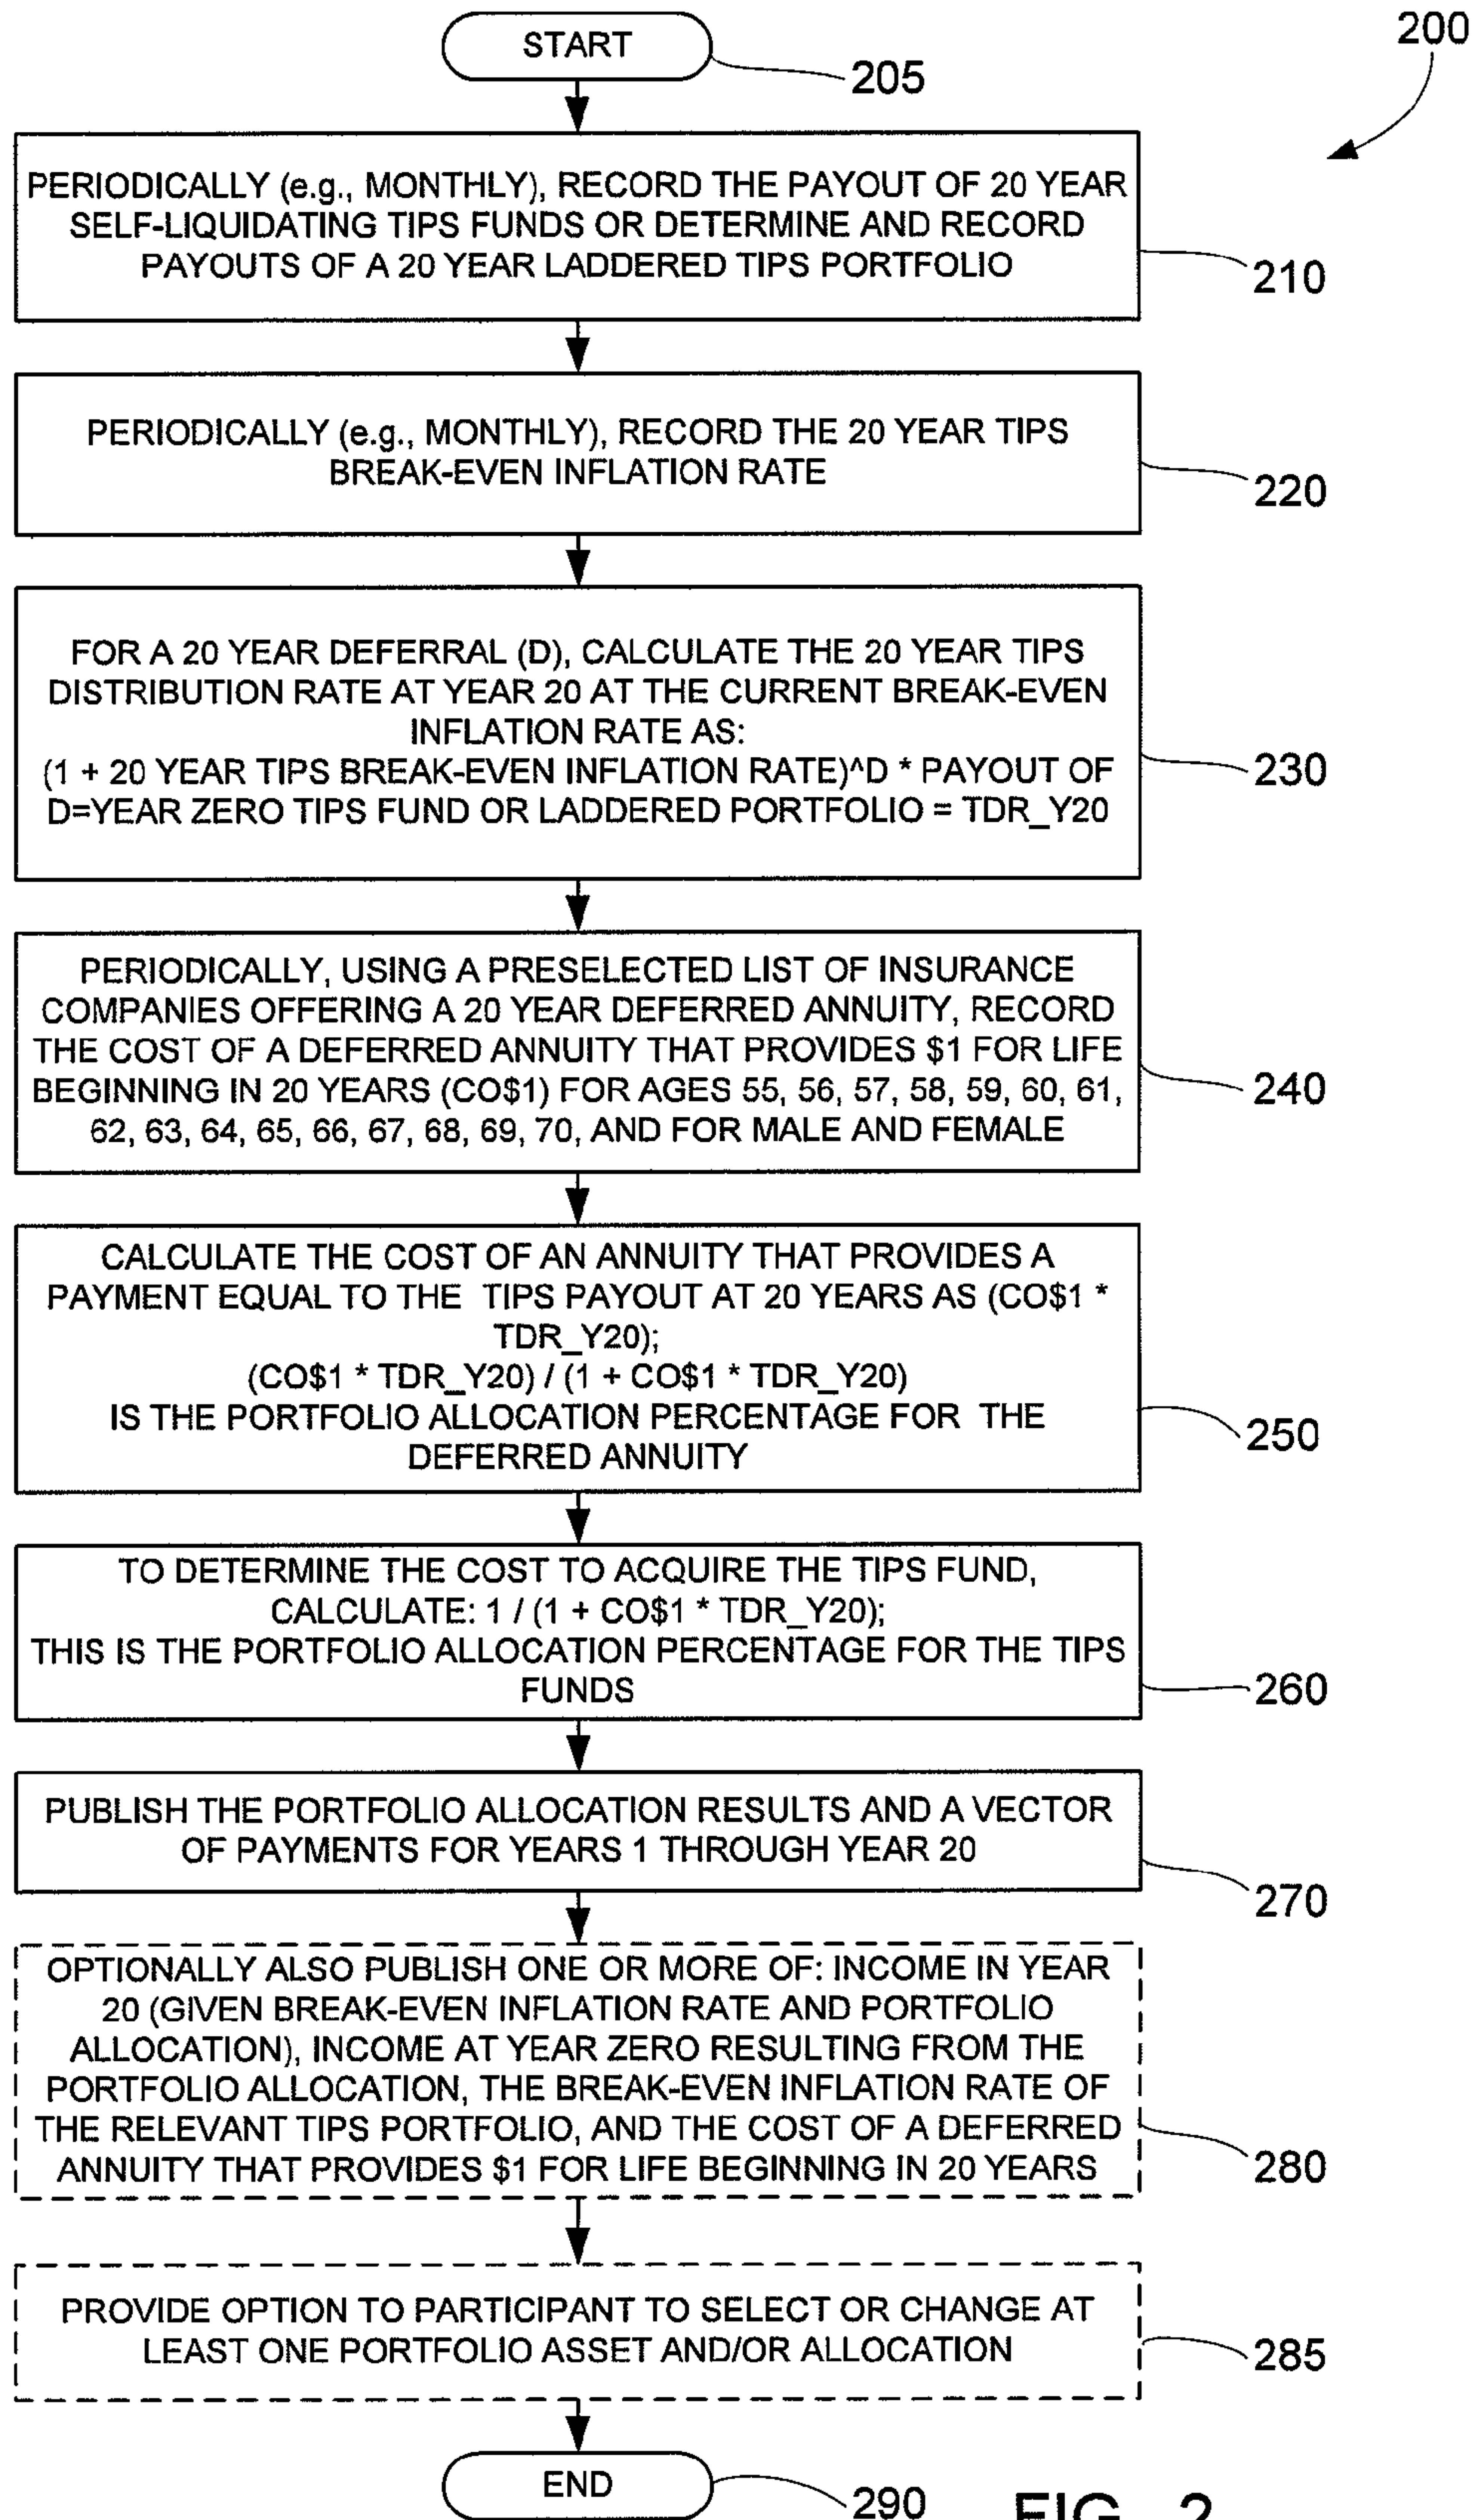 START
200
205
PERIODICALLY (e.g., MONTHLY), RECORD THE PAYOUT OF 20 YEAR
SELF-LIQUIDATING TIPS FUNDS OR DETERMINE AND RECORD
PAYOUTS OF A 20 YEAR LADDERED TIPS PORTFOLIO
210
PERIODICALLY (e.g., MONTHLY), RECORD THE 20 YEAR TIPS
BREAK-EVEN INFLATION RATE
220
FOR A 20 YEAR DEFERRAL (D), CALCULATE THE 20 YEAR TIPS
DISTRIBUTION RATE AT YEAR 20 AT THE CURRENT BREAK-EVEN
INFLATION RATE AS:
(1 + 20 YEAR TIPS BREAK-EVEN INFLATION RATE)^D * PAYOUT OF
D=YEAR ZERO TIPS FUND OR LADDERED PORTFOLIO = TDR_Y20
230
PERIODICALLY, USING A PRESELECTED LIST OF INSURANCE
COMPANIES OFFERING A 20 YEAR DEFERRED ANNUITY, RECORD
THE COST OF A DEFERRED ANNUITY THAT PROVIDES $1 FOR LIFE
BEGINNING IN 20 YEARS (CO$1) FOR AGES 55, 56, 57, 58, 59, 60, 61,
62, 63, 64, 65, 66, 67, 68, 69, 70, AND FOR MALE AND FEMALE
240
CALCULATE THE COST OF AN ANNUITY THAT PROVIDES A
PAYMENT EQUAL TO THE TIPS PAYOUT AT 20 YEARS AS (CO$1 *
TDR_Y20);
(CO$1 * TDR_Y20) / (1 + CO$1 * TDR_Y20)
IS THE PORTFOLIO ALLOCATION PERCENTAGE FOR THE
DEFERRED ANNUITY
250
TO DETERMINE THE COST TO ACQUIRE THE TIPS FUND,
CALCULATE: 1 / (1 + CO$1 * TDR_Y20);
THIS IS THE PORTFOLIO ALLOCATION PERCENTAGE FOR THE TIPS
FUNDS
260
PUBLISH THE PORTFOLIO ALLOCATION RESULTS AND A VECTOR
OF PAYMENTS FOR YEARS 1 THROUGH YEAR 20
270
OPTIONALLY ALSO PUBLISH ONE OR MORE OF: INCOME IN YEAR
20 (GIVEN BREAK-EVEN INFLATION RATE AND PORTFOLIO
ALLOCATION), INCOME AT YEAR ZERO RESULTING FROM THE
PORTFOLIO ALLOCATION, THE BREAK-EVEN INFLATION RATE OF
THE RELEVANT TIPS PORTFOLIO, AND THE COST OF A DEFERRED
ANNUITY THAT PROVIDES $1 FOR LIFE BEGINNING IN 20 YEARS
280
PROVIDE OPTION TO PARTICIPANT TO SELECT OR CHANGE AT
LEAST ONE PORTFOLIO ASSET AND/OR ALLOCATION
285
END
290
FIG. 2